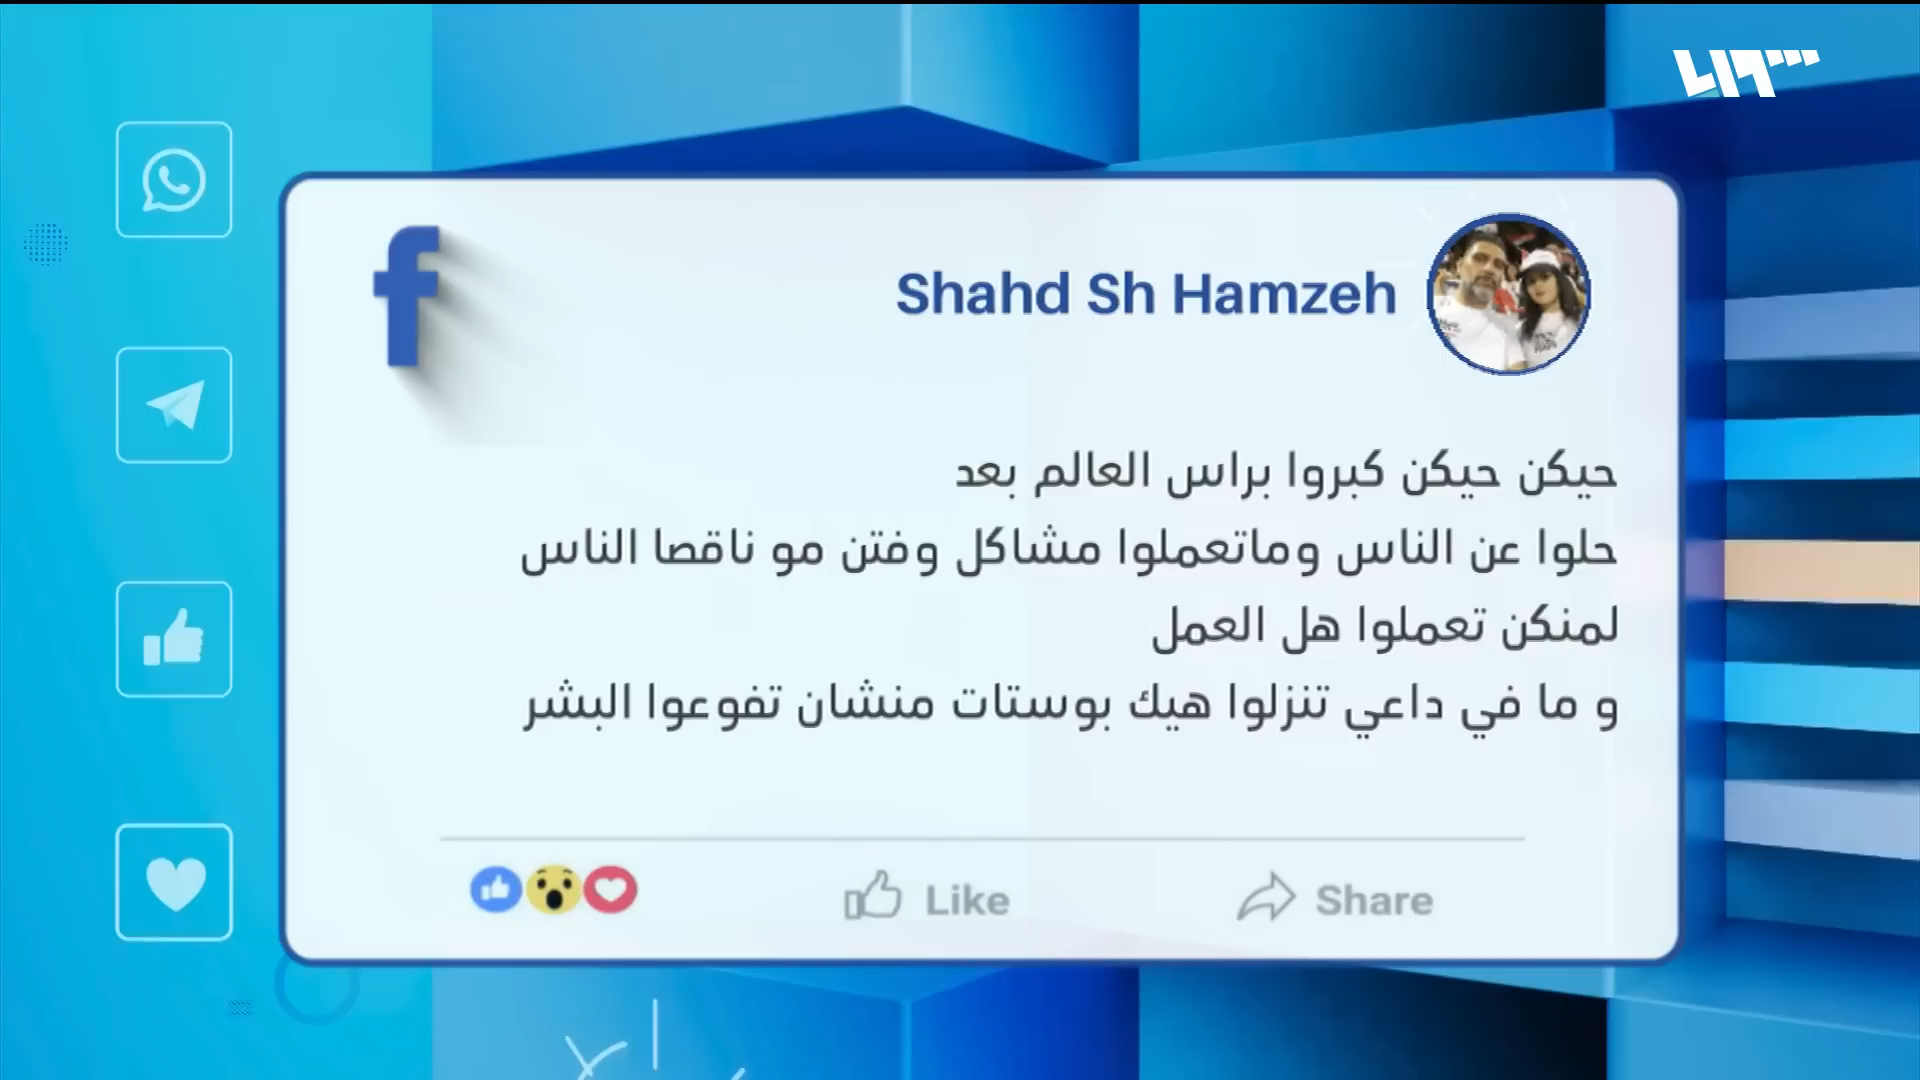 Shahd Sh Hamzeh
حيكن حيكن كبروا براس العالم بعد
حلوا عن الناس وماتعملوا مشاكل وفتن مو ناقصا الناس
لمنكن تعملوا هل العمل
و ما في داعي تنزلوا هيك بوستات منشان تفوعوا البشر
Like
Share